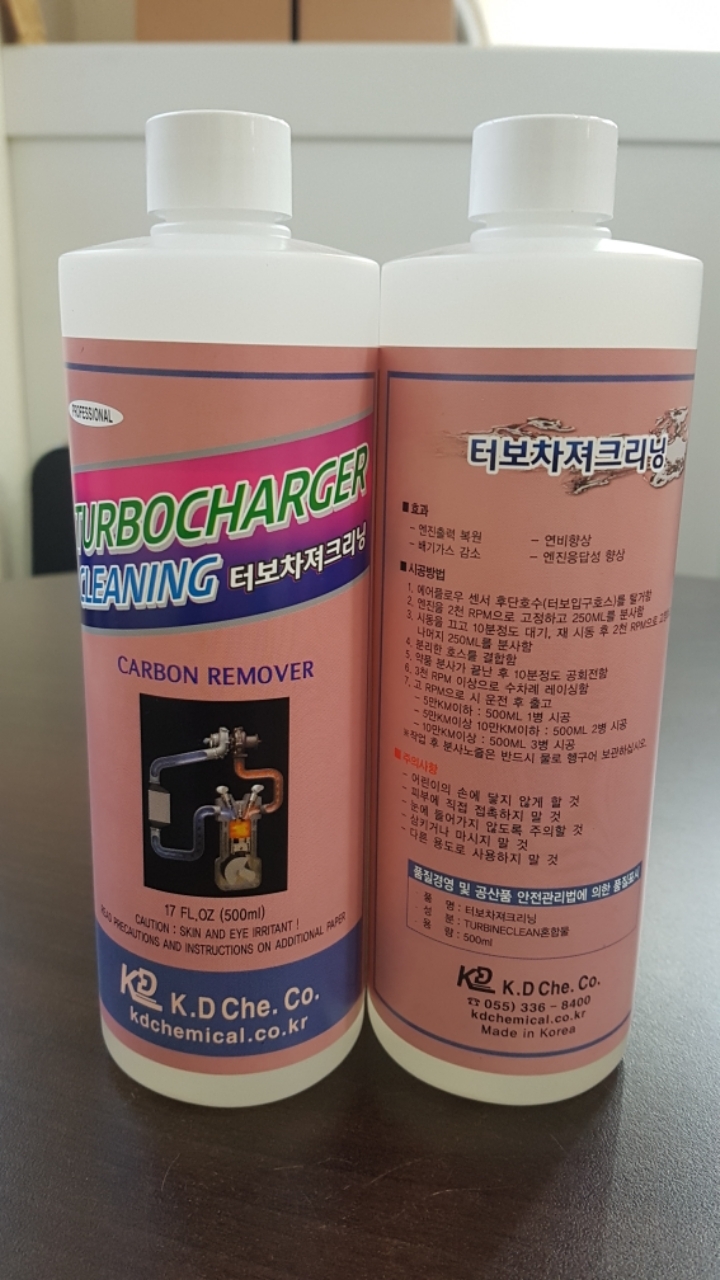 PROFESSIONAL
TURBOCHARGER
CLEANING 터보차져크리닝
CARBON REMOVER
17 FL.OZ (500ml)
CAUTION : SKIN AND EYE IRRITANT !
READ PRECAUTIONS AND INSTRUCTIONS ON ADDITIONAL PAPER
KD K.D Che. Co.
kdchemical.co.kr
터보차져크리닝
■ 효과
- 엔진출력 복원 - 연비향상
- 배기가스 감소 - 엔진응답성 향상
■ 시공방법
1. 에어플로우 센서 후단호수(터보입구호스)를 탈거함
2. 엔진을 2천 RPM으로 고정하고 250ML를 분사함
3. 시동을 끄고 10분정도 대기, 재 시동 후 2천 RPM으로
나머지 250ML를 분사함
4. 분리한 호스를 결합함
5. 약품 분사가 끝난 후 10분정도 공회전함
6. 3천 RPM 이상으로 수차례 레이싱함
7. 고 RPM으로 시 운전 후 출고
- 5만KM이하 : 500ML 1병 시공
- 5만KM이상 10만KM이하 : 500ML 2병 시공
- 10만KM이상 : 500ML 3병 시공
※작업 후 분사노즐은 반드시 물로 헹구어 보관하십시오.
■ 주의사항
- 어린이의 손에 닿지 않게 할 것
- 피부에 직접 접촉하지 말 것
- 눈에 들어가지 않도록 주의할 것
- 삼키거나 마시지 말 것
- 다른 용도로 사용하지 말 것
품질경영 및 공산품 안전관리법에 의한 품질표시
품 명 : 터보차져크리닝
성 분 : TURBINECLEAN혼합물
용 량 : 500ml
KD K.D Che. Co.
☎ 055) 336 - 8400
kdchemical.co.kr
Made in Korea